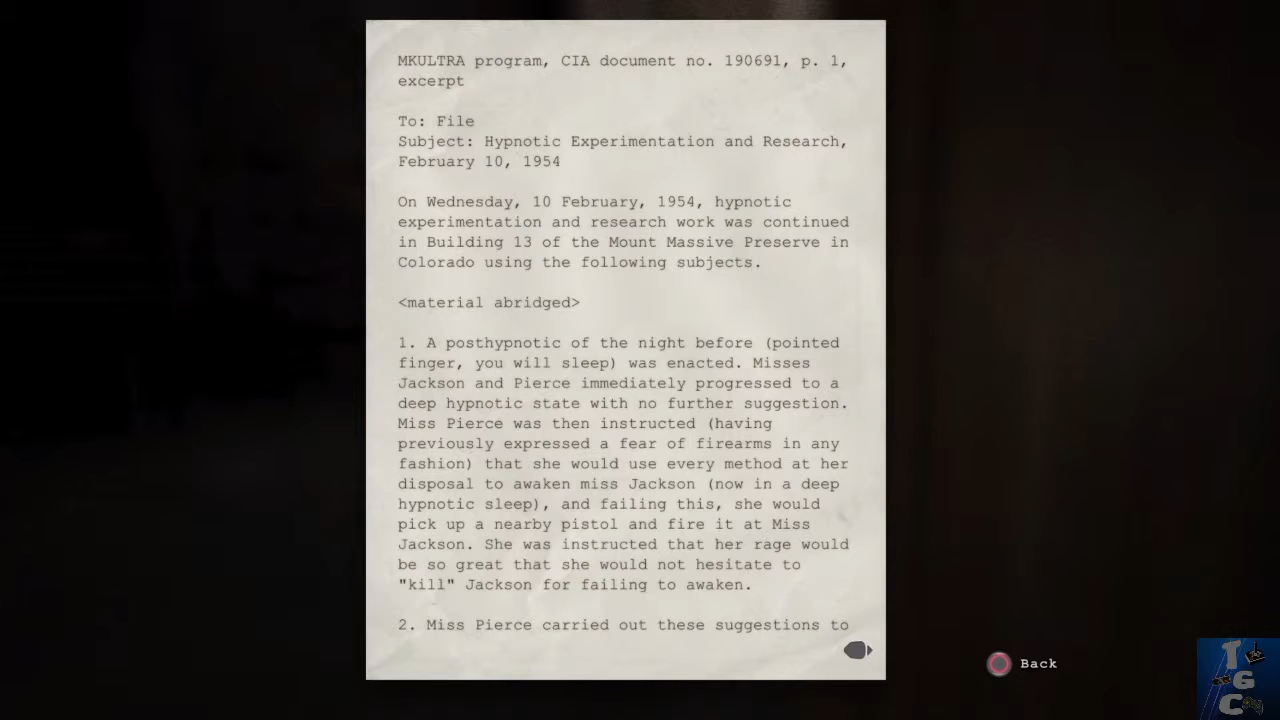 MKULTRA program, CIA document no. 190691, p. 1,
excerpt
To: File
Subject: Hypnotic Experimentation and Research,
February 10, 1954
On Wednesday, 10 February, 1954, hypnotic
experimentation and research work was continued
in Building 13 of the Mount Massive Preserve in
Colorado using the following subjects.
<material abridged>
1. A posthypnotic of the night before (pointed
finger, you will sleep) was enacted. Misses
Jackson and Pierce immediately progressed to a
deep hypnotic state with no further suggestion.
Miss Pierce was then instructed (having
previously expressed a fear of firearms in any
fashion) that she would use every method at her
disposal to awaken miss Jackson (now in a deep
hypnotic sleep), and failing this, she would
pick up a nearby pistol and fire it at Miss
Jackson. She was instructed that her rage would
be so great that she would not hesitate to
"kill" Jackson for failing to awaken.
2. Miss Pierce carried out these suggestions to
Back
T
G
C